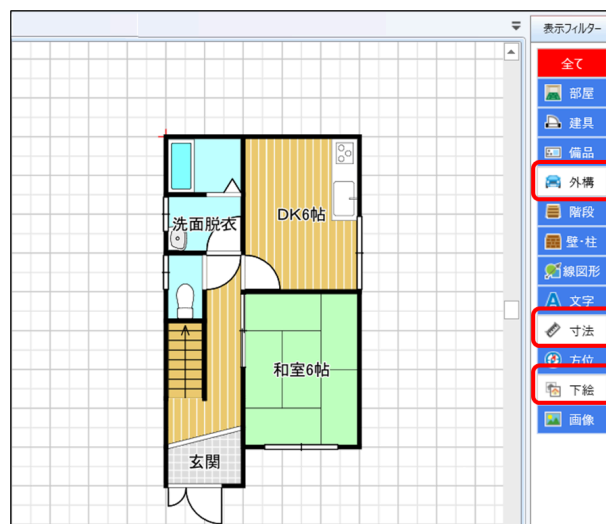 表示フィルター
全て
部屋
建具
備品
外構
階段
壁・柱
線図形
文字
寸法
方位
下絵
画像
洗面脱衣
DK6帖
和室6帖
玄関